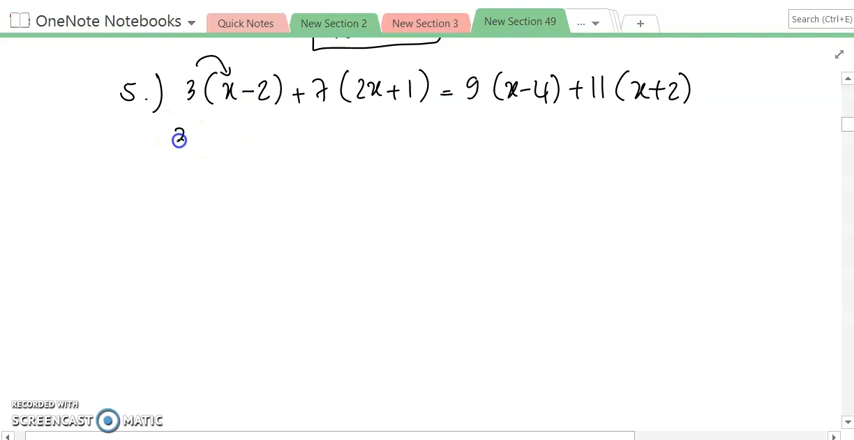 OneNote Notebooks
Quick Notes
New Section 2
New Section 3
New Section 49
...
+
Search (Ctrl+E)
5.) 3(x-2)+7(2x+1)=9(x-4)+11(x+2)
RECORDED WITH
SCREENCAST MATIC